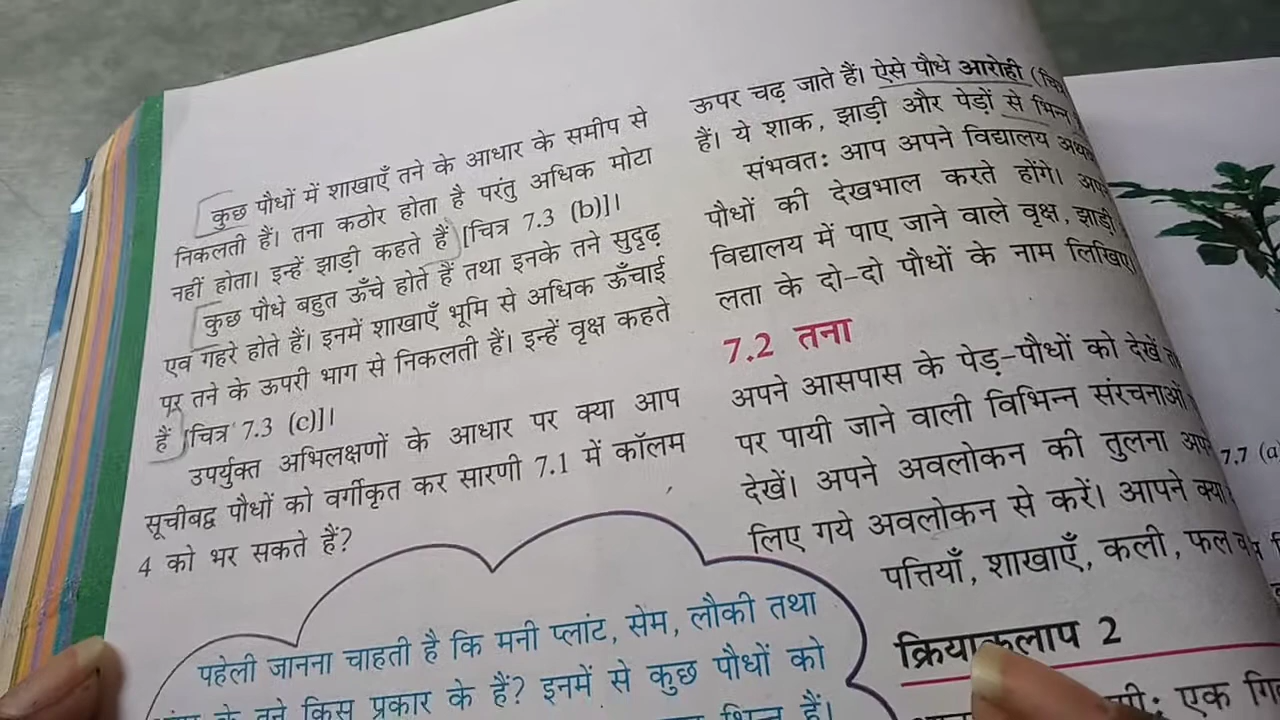 कुछ पौधों में शाखाएँ तने के आधार के समीप से
निकलती हैं। तना कठोर होता है परंतु अधिक मोटा
नहीं होता। इन्हें झाड़ी कहते हैं [चित्र 7.3 (b)]।
कुछ पौधे बहुत ऊँचे होते हैं तथा इनके तने सुदृढ़
एवं गहरे होते हैं। इनमें शाखाएँ भूमि से अधिक ऊँचाई
पर तने के ऊपरी भाग से निकलती हैं। इन्हें वृक्ष कहते
हैं [चित्र 7.3 (c)]।
उपर्युक्त अभिलक्षणों के आधार पर क्या आप
सूचीबद्ध पौधों को वर्गीकृत कर सारणी 7.1 में कॉलम
4 को भर सकते हैं?
पहेली जानना चाहती है कि मनी प्लांट, सेम, लौकी तथा
के तने किस प्रकार के हैं? इनमें से कुछ पौधों को
भिन्न हैं।
ऊपर चढ़ जाते हैं। ऐसे पौधे आरोही
हैं। ये शाक, झाड़ी और पेड़ों से भिन्न
संभवतः आप अपने विद्यालय
पौधों की देखभाल करते होंगे।
विद्यालय में पाए जाने वाले वृक्ष, झाड़ी
लता के दो-दो पौधों के नाम लिखिए।
7.2 तना
अपने आसपास के पेड़-पौधों को देखें
पर पायी जाने वाली विभिन्न संरचनाओं
देखें। अपने अवलोकन की तुलना
लिए गये अवलोकन से करें। आपने क्या
पत्तियाँ, शाखाएँ, कली, फल
क्रियाकलाप 2
एक
7.7 (a